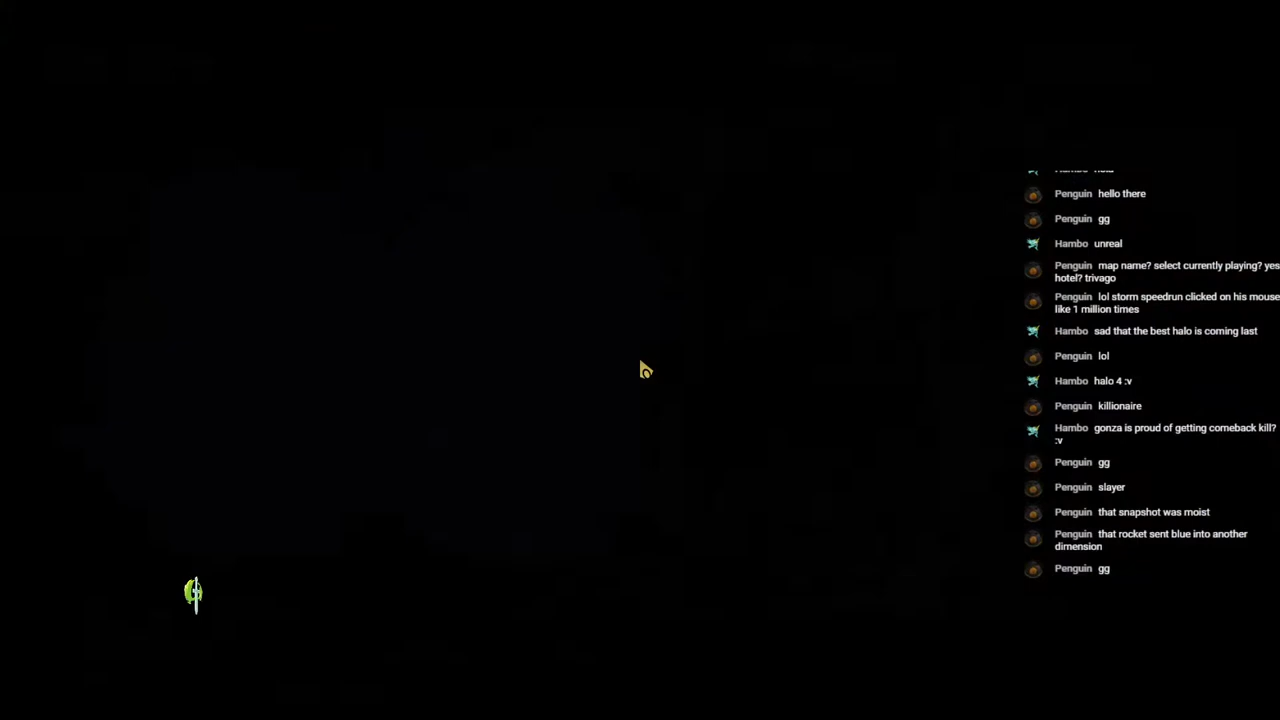 Penguin hello there
Penguin gg
Hambo unreal
Penguin map name? select currently playing? yes
hotel? trivago
Penguin lol storm speedrun clicked on his mouse
like 1 million times
Hambo sad that the best halo is coming last
Penguin lol
Hambo halo 4 :v
Penguin killionaire
Hambo gonza is proud of getting comeback kill?
:v
Penguin gg
Penguin slayer
Penguin that snapshot was moist
Penguin that rocket sent blue into another
dimension
Penguin gg